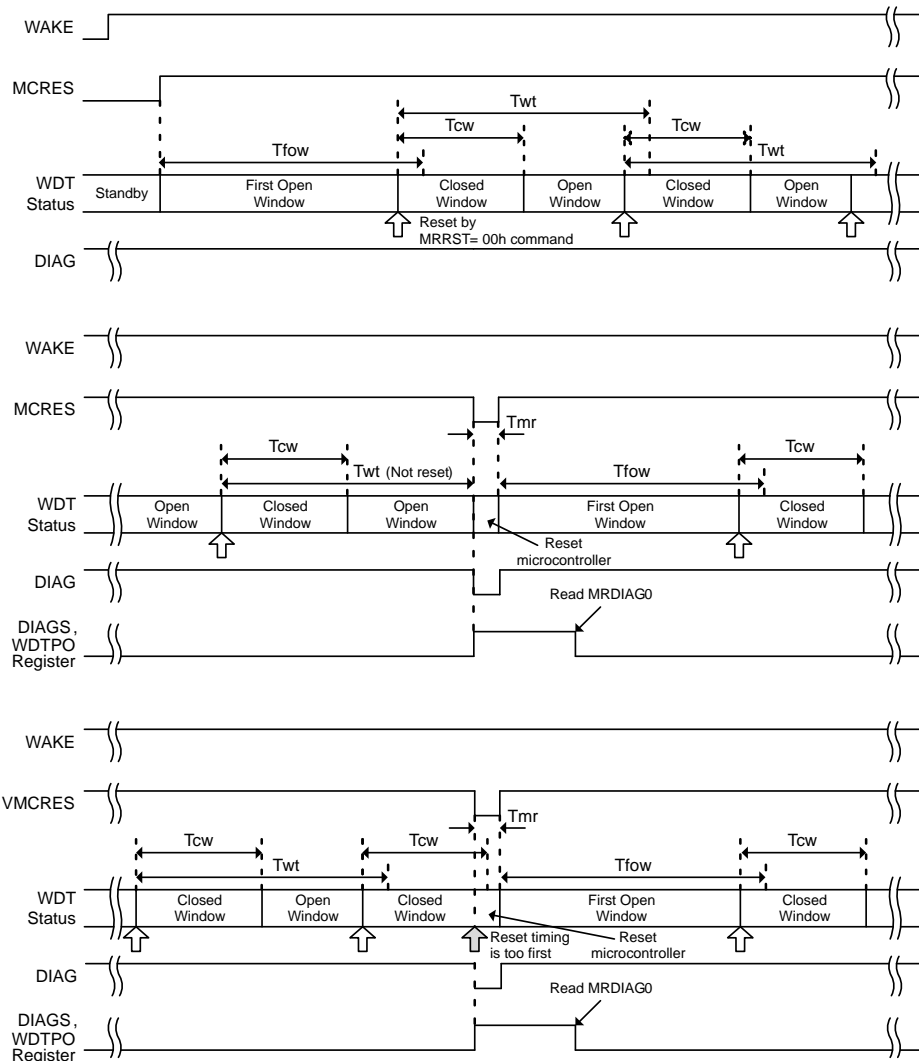 WAKE
MCRES
Twt
Tcw
Tcw
Tfow
Twt
WDT
Status
Standby
First Open
Window
Closed
Window
Open
Window
Closed
Window
Open
Window
Reset by
MRRST= 00h command
DIAG
WAKE
MCRES
Tmr
Tcw
Tcw
Twt (Not reset)
Tfow
WDT
Status
Open
Window
Closed
Window
Open
Window
First Open
Window
Closed
Window
Reset
microcontroller
DIAG
Read MRDIAG0
DIAGS,
WDTPO
Register
WAKE
VMCRES
Tmr
Tcw
Tcw
Tcw
Twt
Tfow
WDT
Status
Closed
Window
Open
Window
Closed
Window
First Open
Window
Closed
Window
Reset timing
is too first
Reset
microcontroller
DIAG
Read MRDIAG0
DIAGS,
WDTPO
Register